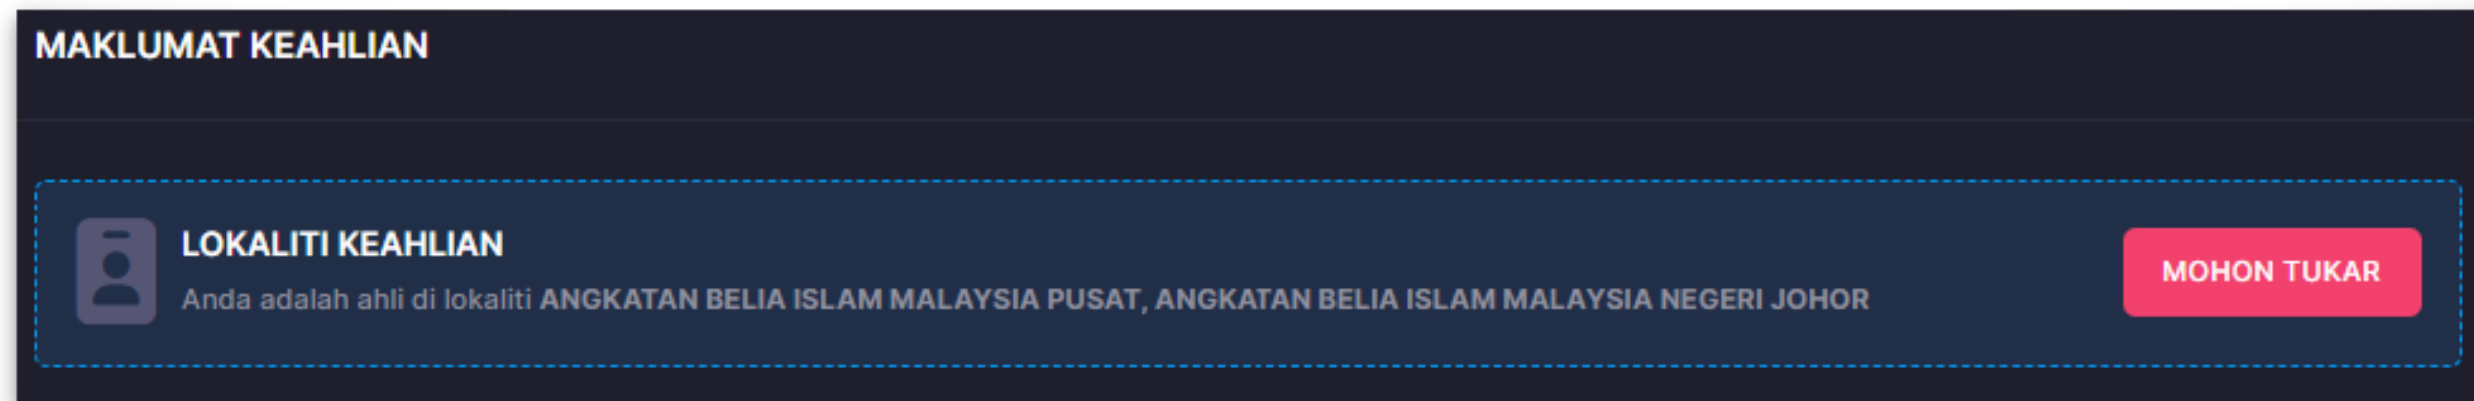 MAKLUMAT KEAHLIAN
LOKALITI KEAHLIAN
Anda adalah ahli di lokaliti ANGKATAN BELIA ISLAM MALAYSIA PUSAT, ANGKATAN BELIA ISLAM MALAYSIA NEGERI JOHOR
MOHON TUKAR